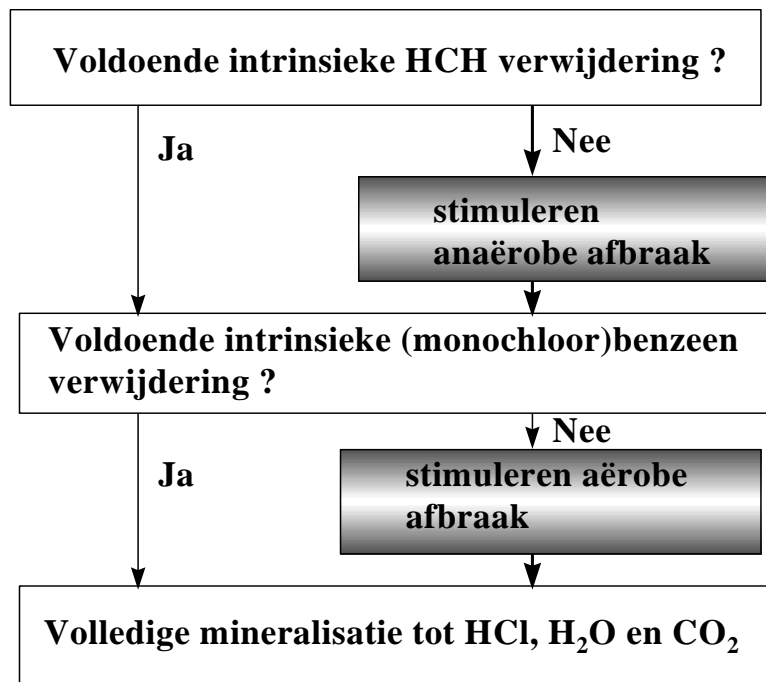 Voldoende intrinsieke HCH verwijdering ?
Ja
Nee
stimuleren
anaërobe afbraak
Voldoende intrinsieke (monochloor)benzeen
verwijdering ?
Ja
Nee
stimuleren aërobe
afbraak
Volledige mineralisatie tot HCl, H₂O en CO₂